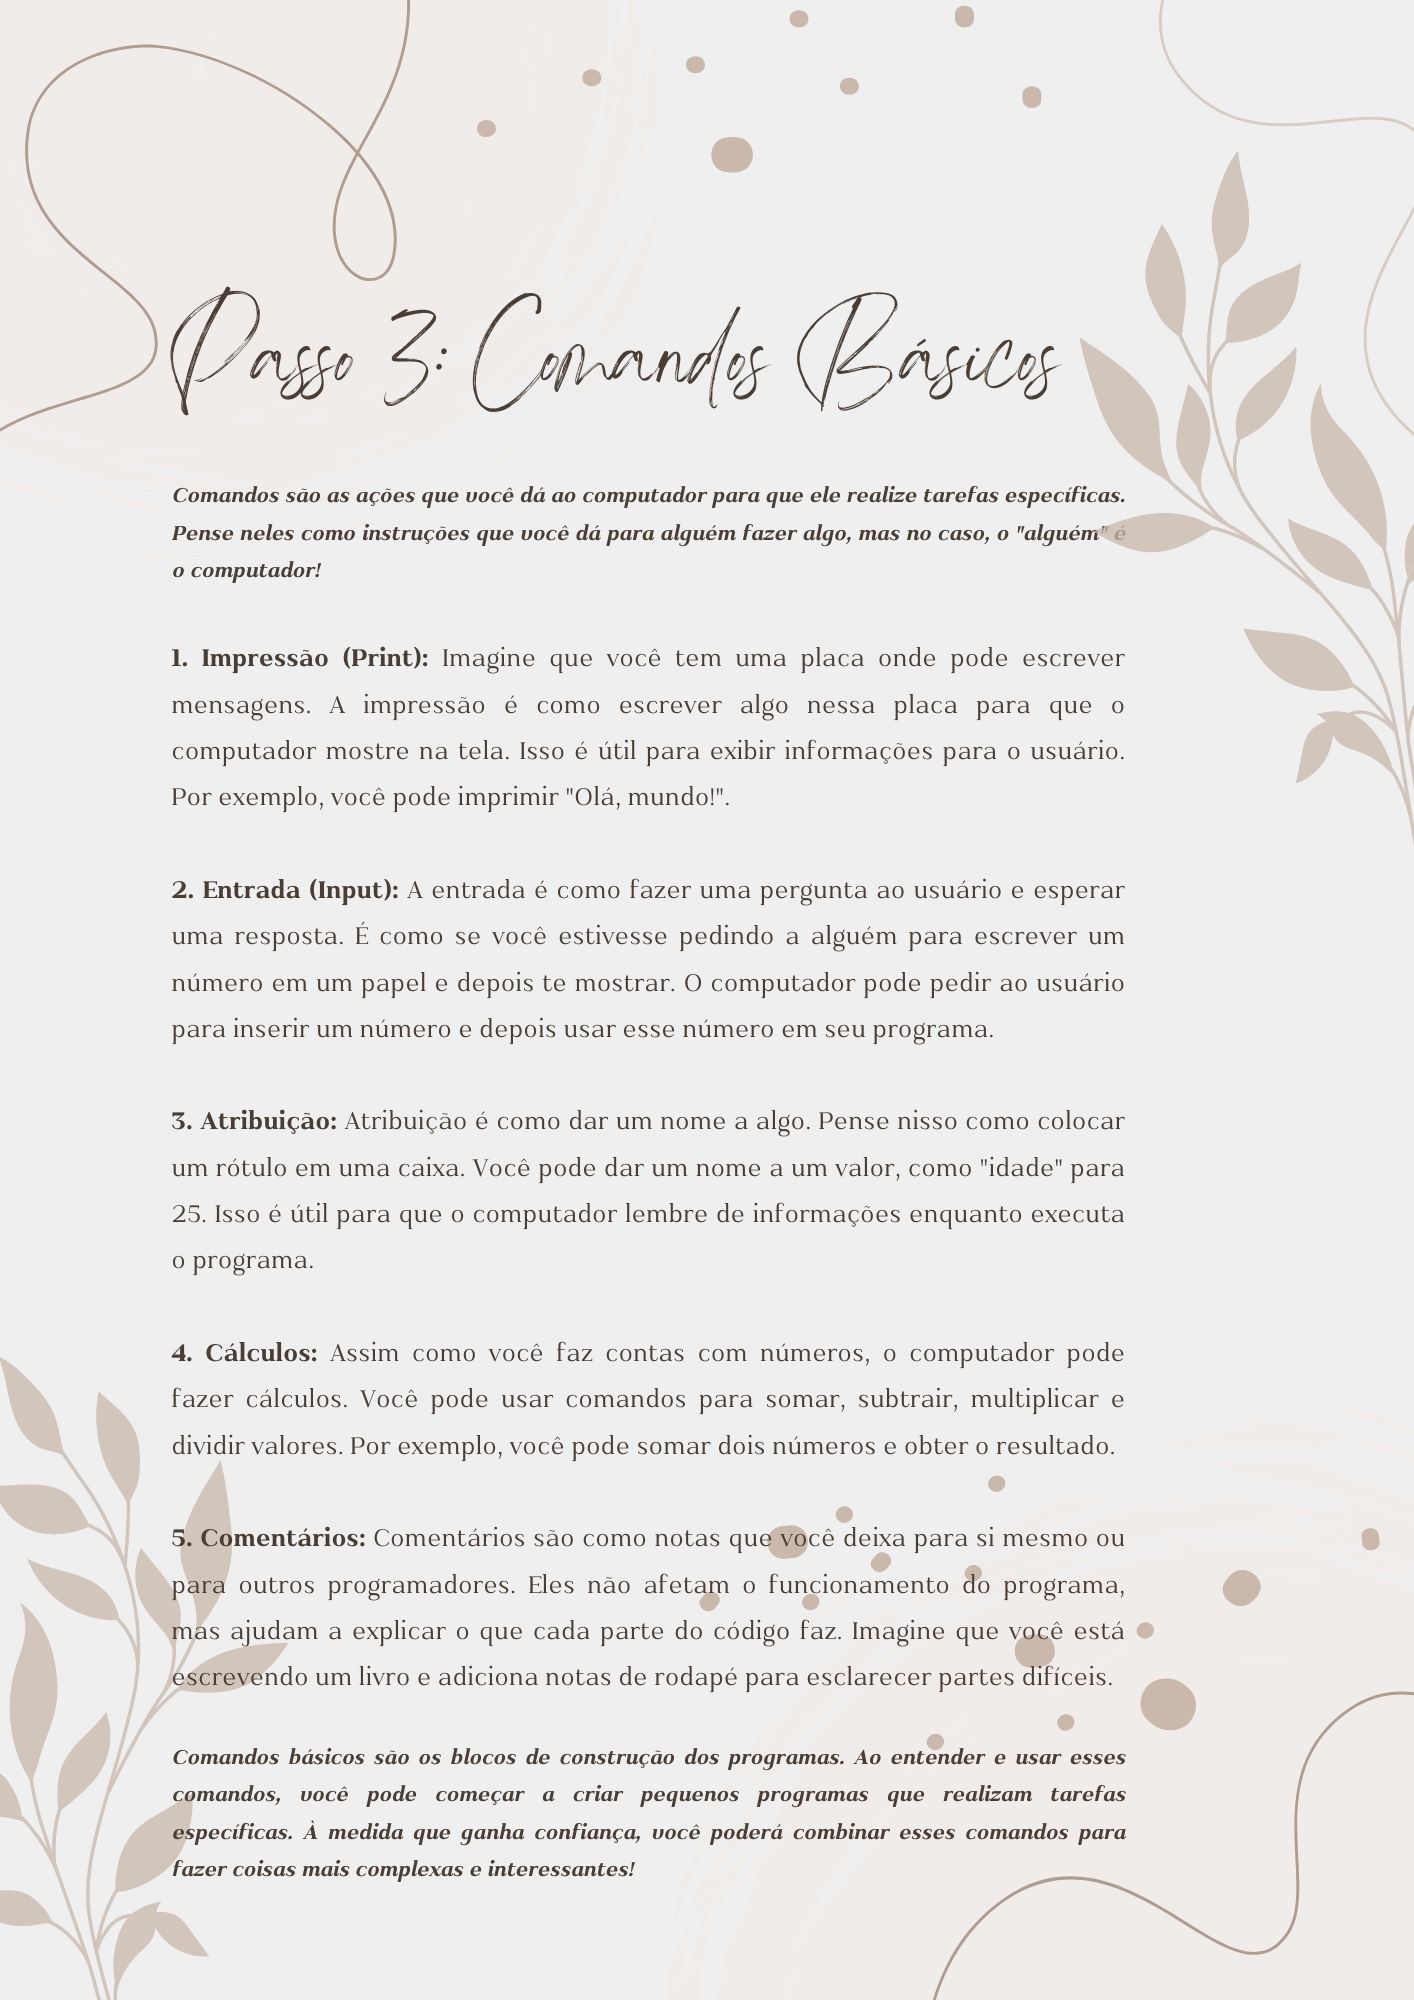 Passo 3: Comandos Básicos
Comandos são as ações que você dá ao computador para que ele realize tarefas específicas.
Pense neles como instruções que você dá para alguém fazer algo, mas no caso, o "alguém" é
o computador!
1. Impressão (Print): Imagine que você tem uma placa onde pode escrever
mensagens. A impressão é como escrever algo nessa placa para que o
computador mostre na tela. Isso é útil para exibir informações para o usuário.
Por exemplo, você pode imprimir "Olá, mundo!".
2. Entrada (Input): A entrada é como fazer uma pergunta ao usuário e esperar
uma resposta. É como se você estivesse pedindo a alguém para escrever um
número em um papel e depois te mostrar. O computador pode pedir ao usuário
para inserir um número e depois usar esse número em seu programa.
3. Atribuição: Atribuição é como dar um nome a algo. Pense nisso como colocar
um rótulo em uma caixa. Você pode dar um nome a um valor, como "idade" para
25. Isso é útil para que o computador lembre de informações enquanto executa
o programa.
4. Cálculos: Assim como você faz contas com números, o computador pode
fazer cálculos. Você pode usar comandos para somar, subtrair, multiplicar e
dividir valores. Por exemplo, você pode somar dois números e obter o resultado.
5. Comentários: Comentários são como notas que você deixa para si mesmo ou
para outros programadores. Eles não afetam o funcionamento do programa,
mas ajudam a explicar o que cada parte do código faz. Imagine que você está
escrevendo um livro e adiciona notas de rodapé para esclarecer partes difíceis.
Comandos básicos são os blocos de construção dos programas. Ao entender e usar esses
comandos, você pode começar a criar pequenos programas que realizam tarefas
específicas. À medida que ganha confiança, você poderá combinar esses comandos para
fazer coisas mais complexas e interessantes!